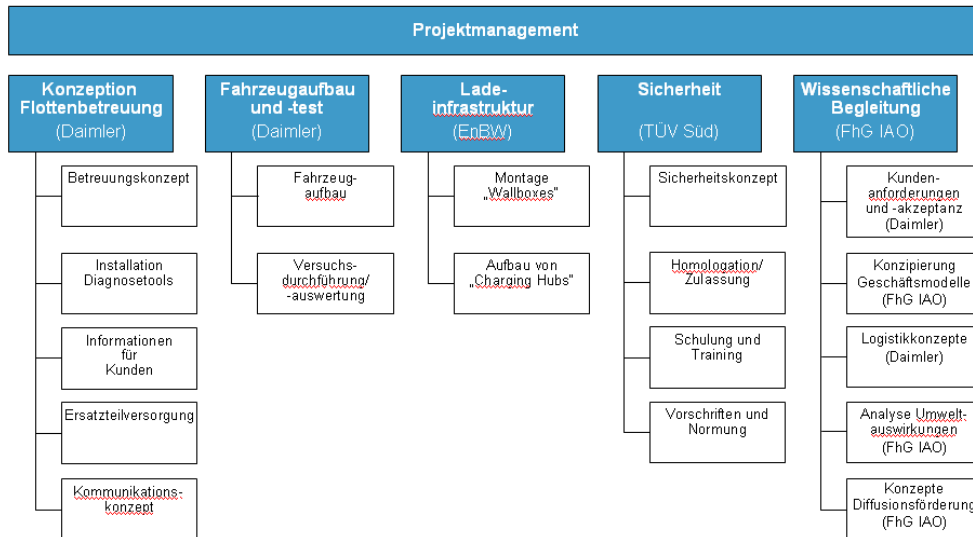 Projektmanagement
Konzeption
Flottenbetreuung
(Daimler)
Betreuungskonzept
Installation
Diagnosetools
Informationen
für
Kunden
Ersatzteilversorgung
Kommunikations-
konzept
Fahrzeugaufbau
und -test
(Daimler)
Fahrzeug-
aufbau
Versuchs-
durchführung/
-auswertung
Lade-
infrastruktur
(EnBW)
Montage
„Wallboxes"
Aufbau von
„Charging Hubs"
Sicherheit
(TÜV Süd)
Sicherheitskonzept
Homologation/
Zulassung
Schulung und
Training
Vorschriften und
Normung
Wissenschaftliche
Begleitung
(FhG IAO)
Kunden-
anforderungen
und -akzeptanz
(Daimler)
Konzipierung
Geschäftsmodelle
(FhG IAO)
Logistikkonzepte
(Daimler)
Analyse Umwelt-
auswirkungen
(FhG IAO)
Konzepte
Diffusionsförderung
(FhG IAO)